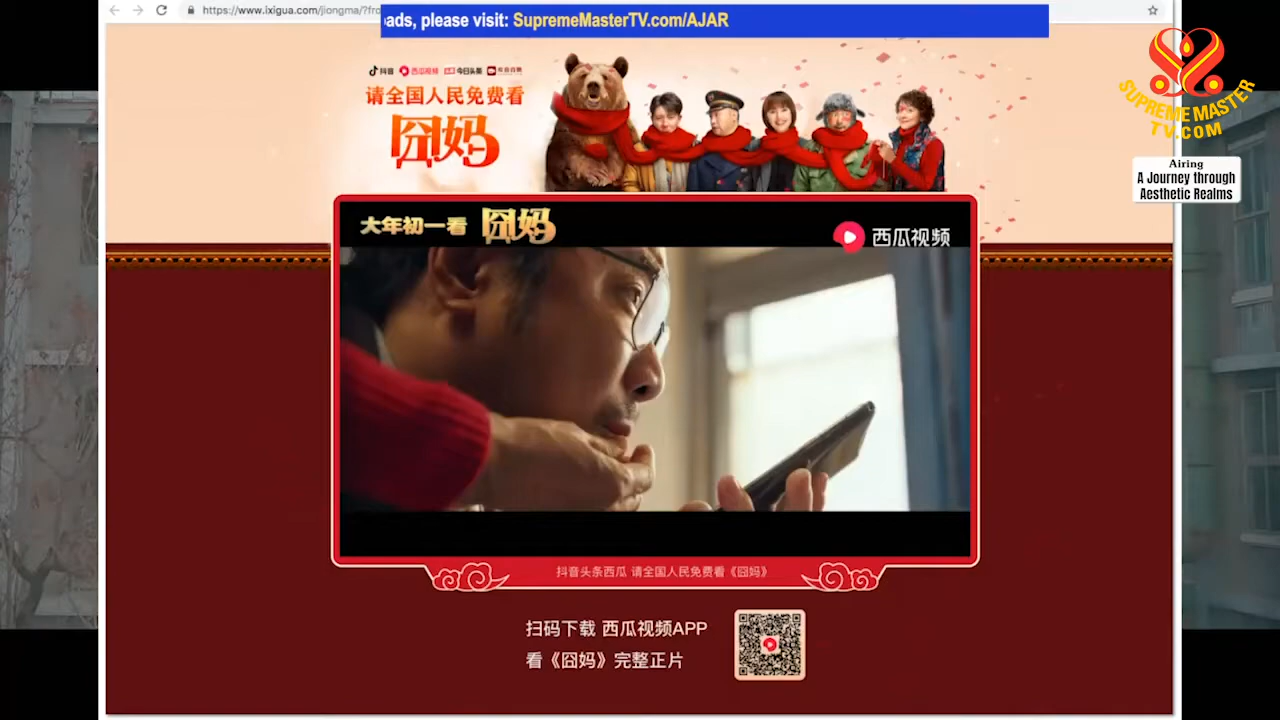 https://www.ixigua.com/jiongma/?fro
ads, please visit: SupremeMasterTV.com/AJAR
SUPREME MASTER
TV.COM
Airing
A Journey through
Aesthetic Realms
抖音 西瓜视频 今日头条
请全国人民免费看
囧妈
大年初一看 囧妈
西瓜视频
抖音头条西瓜 请全国人民免费看《囧妈》
扫码下载 西瓜视频APP
看《囧妈》完整正片